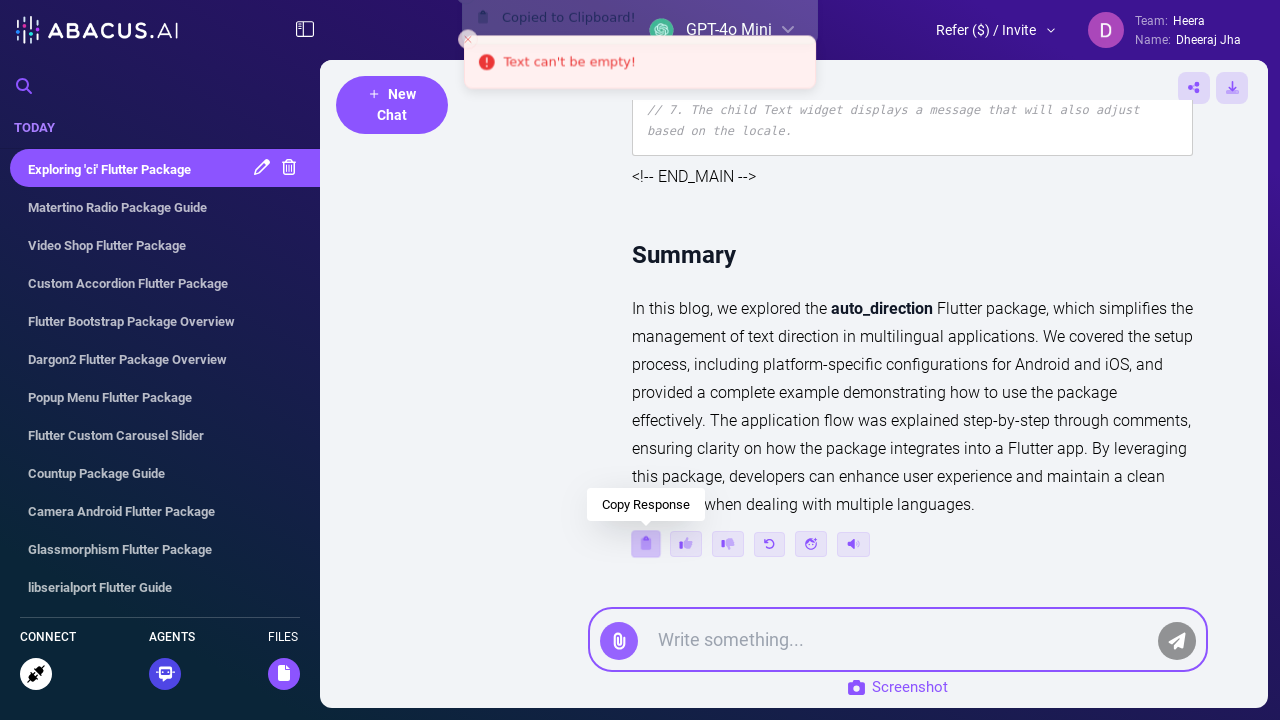 ABACUS.AI
Copied to Clipboard!
GPT-4o Mini
Text can't be empty!
Refer ($) / Invite
D
Team: Heera
Name: Dheeraj Jha
+ New
Chat
TODAY
Exploring 'ci' Flutter Package
Matertino Radio Package Guide
Video Shop Flutter Package
Custom Accordion Flutter Package
Flutter Bootstrap Package Overview
Dargon2 Flutter Package Overview
Popup Menu Flutter Package
Flutter Custom Carousel Slider
Countup Package Guide
Camera Android Flutter Package
Glassmorphism Flutter Package
libserialport Flutter Guide
CONNECT
AGENTS
FILES
// 7. The child Text widget displays a message that will also adjust
based on the locale.
<!-- END_MAIN -->
Summary
In this blog, we explored the auto_direction Flutter package, which simplifies the
management of text direction in multilingual applications. We covered the setup
process, including platform-specific configurations for Android and iOS, and
provided a complete example demonstrating how to use the package
effectively. The application flow was explained step-by-step through comments,
ensuring clarity on how the package integrates into a Flutter app. By leveraging
this package, developers can enhance user experience and maintain a clean
when dealing with multiple languages.
Copy Response
Write something...
Screenshot